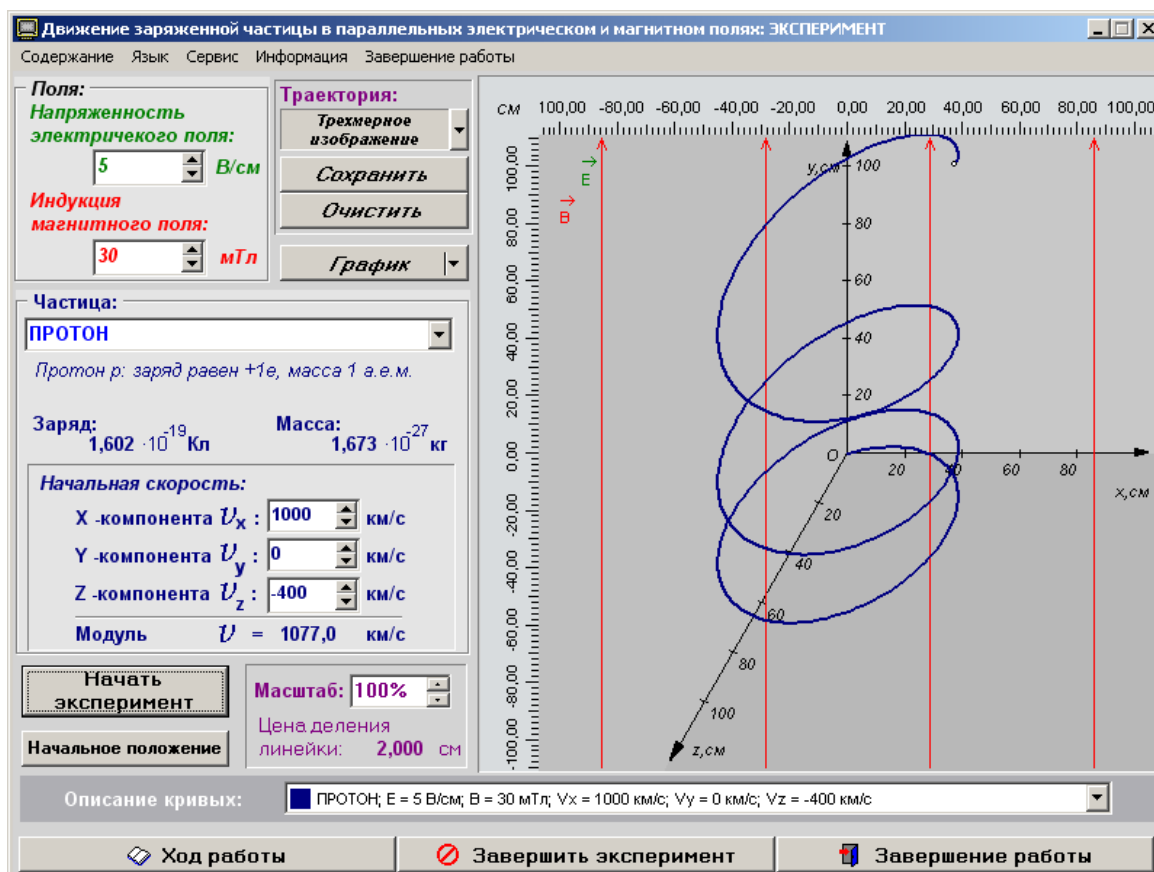 Движение заряженной частицы в параллельных электрическом и магнитном полях: ЭКСПЕРИМЕНТ
Содержание Язык Сервис Информация Завершение работы
Поля:
Напряженность
электричекого поля:
5 В/см
Индукция
магнитного поля:
30 мТл
Траектория:
Трехмерное
изображение
Сохранить
Очистить
График
Частица:
ПРОТОН
Протон p: заряд равен +1e, масса 1 а.е.м.
Заряд: Масса:
1,602 ·10^-19 Кл 1,673 ·10^-27 кг
Начальная скорость:
X -компонента υx : 1000 км/с
Y -компонента υy : 0 км/с
Z -компонента υz : -400 км/с
Модуль υ = 1077,0 км/с
Начать
эксперимент
Начальное положение
Масштаб: 100%
Цена деления
линейки: 2,000 см
см 100,00 -80,00 -60,00 -40,00 -20,00 0,00 20,00 40,00 60,00 80,00 100,00
100,00
80,00
60,00
40,00
20,00
0,00
-20,00
-40,00
-60,00
-80,00
-100,00
E
B
y,см
100
80
60
40
20
O
20 40 60 80
x,см
20
40
60
80
100
z,см
Описание кривых: ПРОТОН; E = 5 В/см; B = 30 мТл; Vx = 1000 км/с; Vy = 0 км/с; Vz = -400 км/с
Ход работы Завершить эксперимент Завершение работы